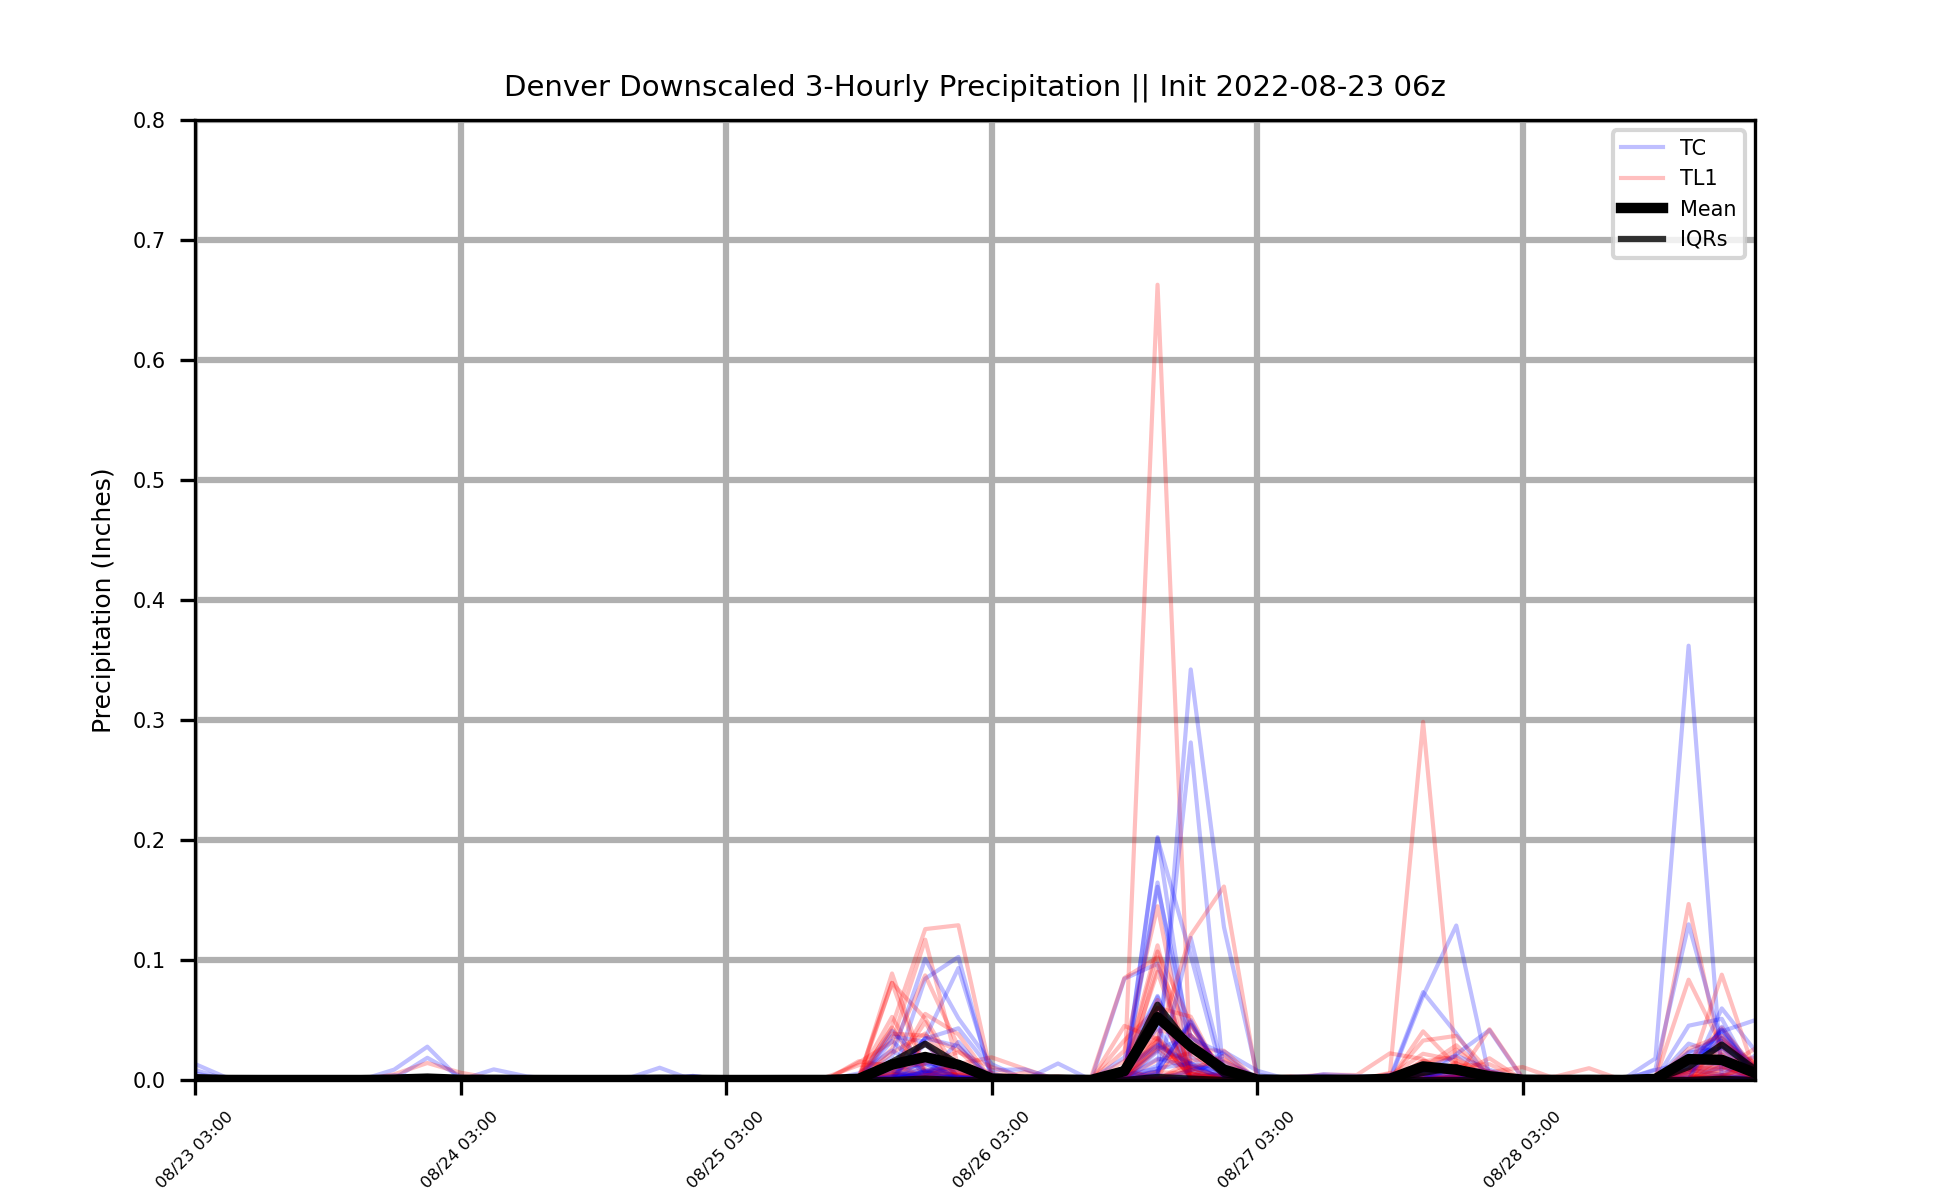 Denver Downscaled 3-Hourly Precipitation || Init 2022-08-23 06z
Precipitation (Inches)
0.8
0.7
0.6
0.5
0.4
0.3
0.2
0.1
0.0
TC
TL1
Mean
IQRs
08/23 03:00
08/24 03:00
08/25 03:00
08/26 03:00
08/27 03:00
08/28 03:00